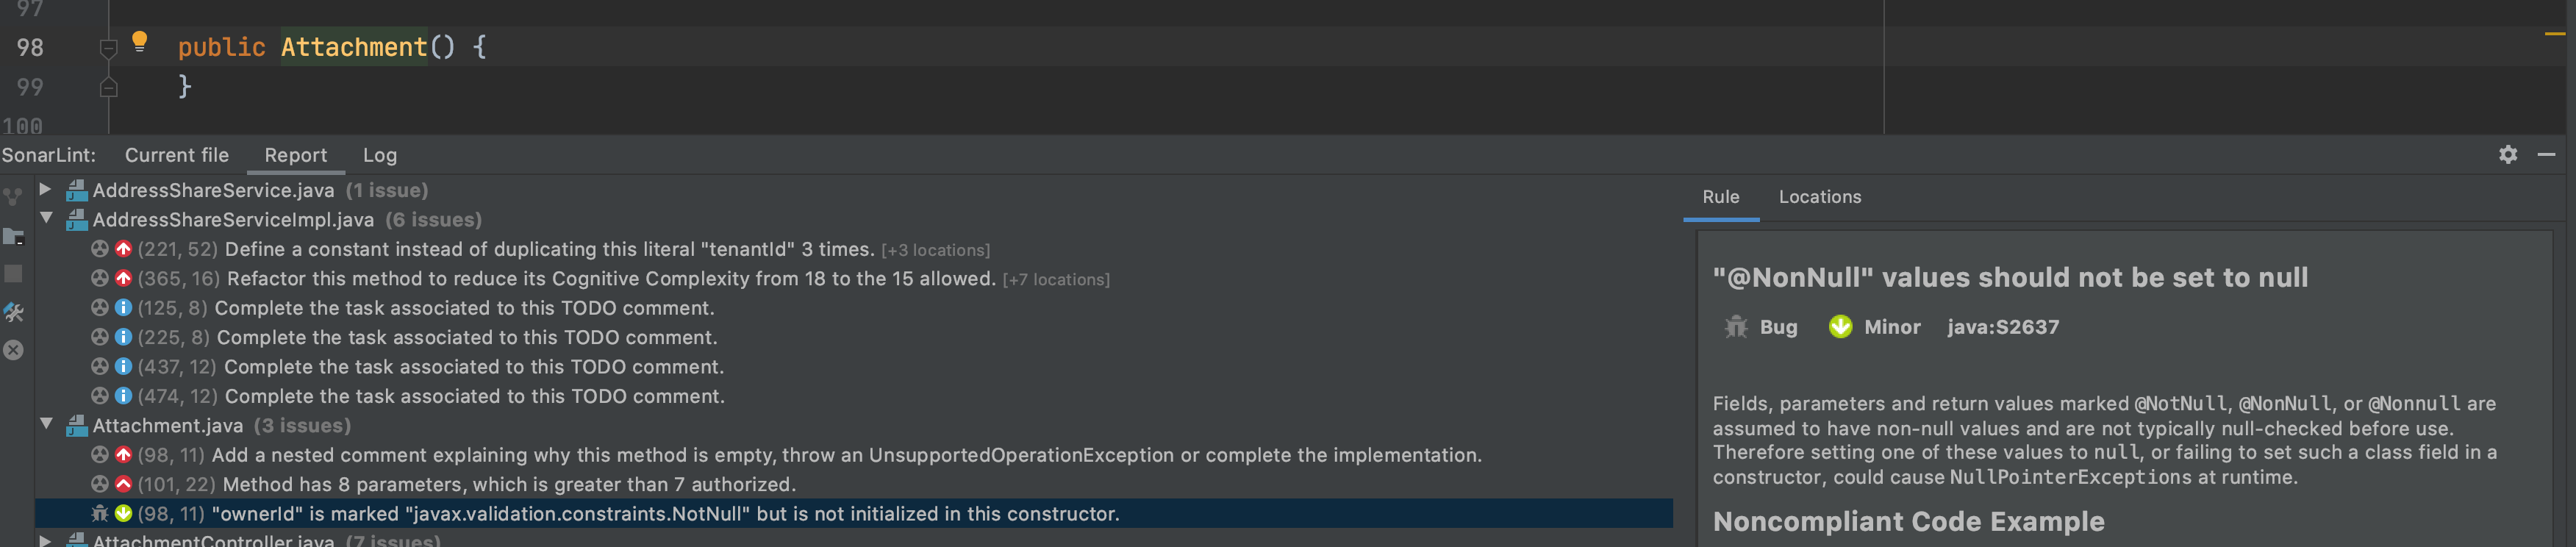 97
98 public Attachment() {
99 }
100
SonarLint: Current file Report Log
AddressShareService.java (1 issue)
AddressShareServiceImpl.java (6 issues)
(221, 52) Define a constant instead of duplicating this literal "tenantId" 3 times. [+3 locations]
(365, 16) Refactor this method to reduce its Cognitive Complexity from 18 to the 15 allowed. [+7 locations]
(125, 8) Complete the task associated to this TODO comment.
(225, 8) Complete the task associated to this TODO comment.
(437, 12) Complete the task associated to this TODO comment.
(474, 12) Complete the task associated to this TODO comment.
Attachment.java (3 issues)
(98, 11) Add a nested comment explaining why this method is empty, throw an UnsupportedOperationException or complete the implementation.
(101, 22) Method has 8 parameters, which is greater than 7 authorized.
(98, 11) "ownerId" is marked "javax.validation.constraints.NotNull" but is not initialized in this constructor.
AttachmentController.java (7 issues)
Rule Locations
"@NonNull" values should not be set to null
Bug Minor java:S2637
Fields, parameters and return values marked @NotNull, @NonNull, or @Nonnull are
assumed to have non-null values and are not typically null-checked before use.
Therefore setting one of these values to null, or failing to set such a class field in a
constructor, could cause NullPointerExceptions at runtime.
Noncompliant Code Example